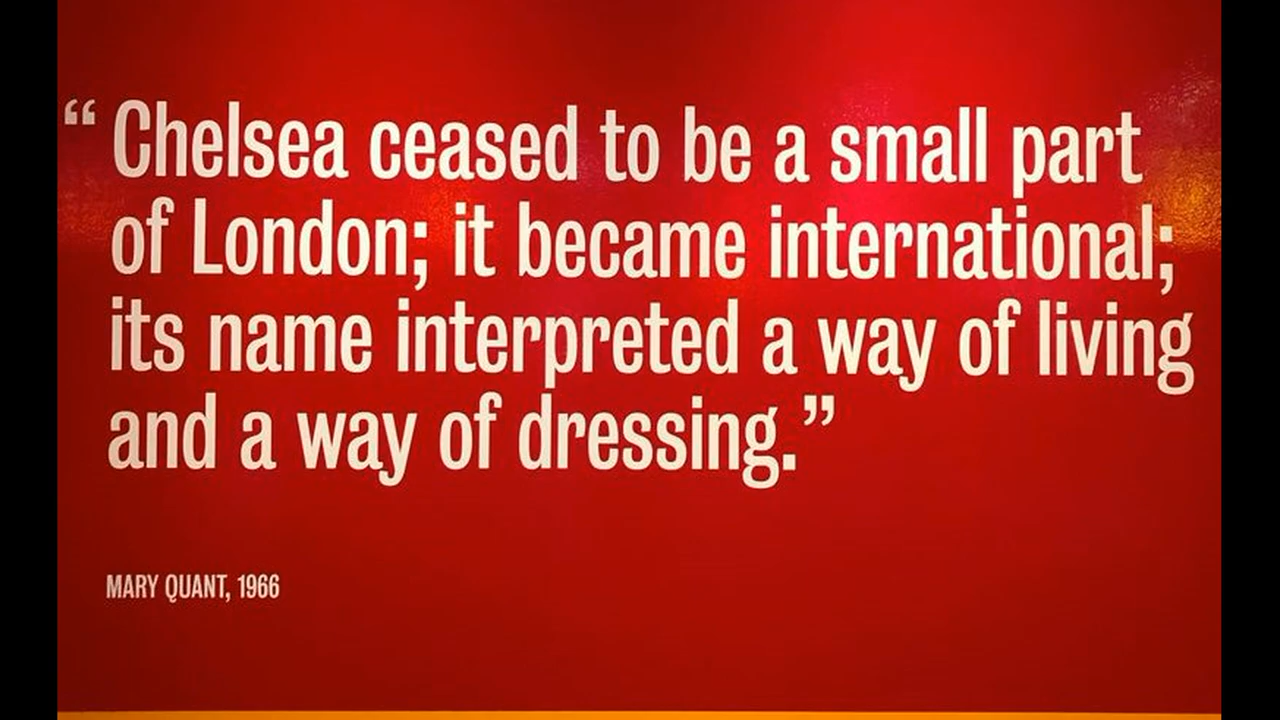 “Chelsea ceased to be a small part
of London; it became international;
its name interpreted a way of living
and a way of dressing.”
MARY QUANT, 1966